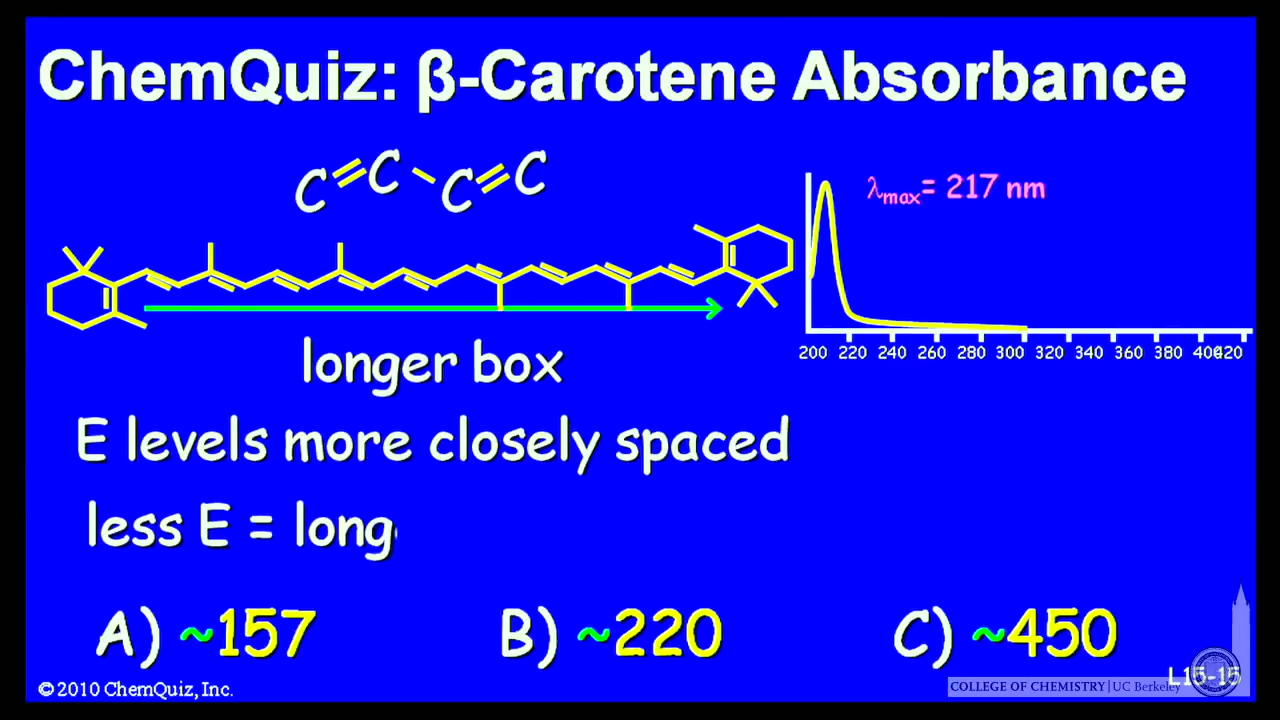 ChemQuiz: β-Carotene Absorbance
C C C C
λmax= 217 nm
200 220 240 260 280 300 320 340 360 380 400 420
longer box
E levels more closely spaced
less E = long
A) ~157 B) ~220 C) ~450
© 2010 ChemQuiz, Inc.
L15-15
COLLEGE OF CHEMISTRY | UC Berkeley